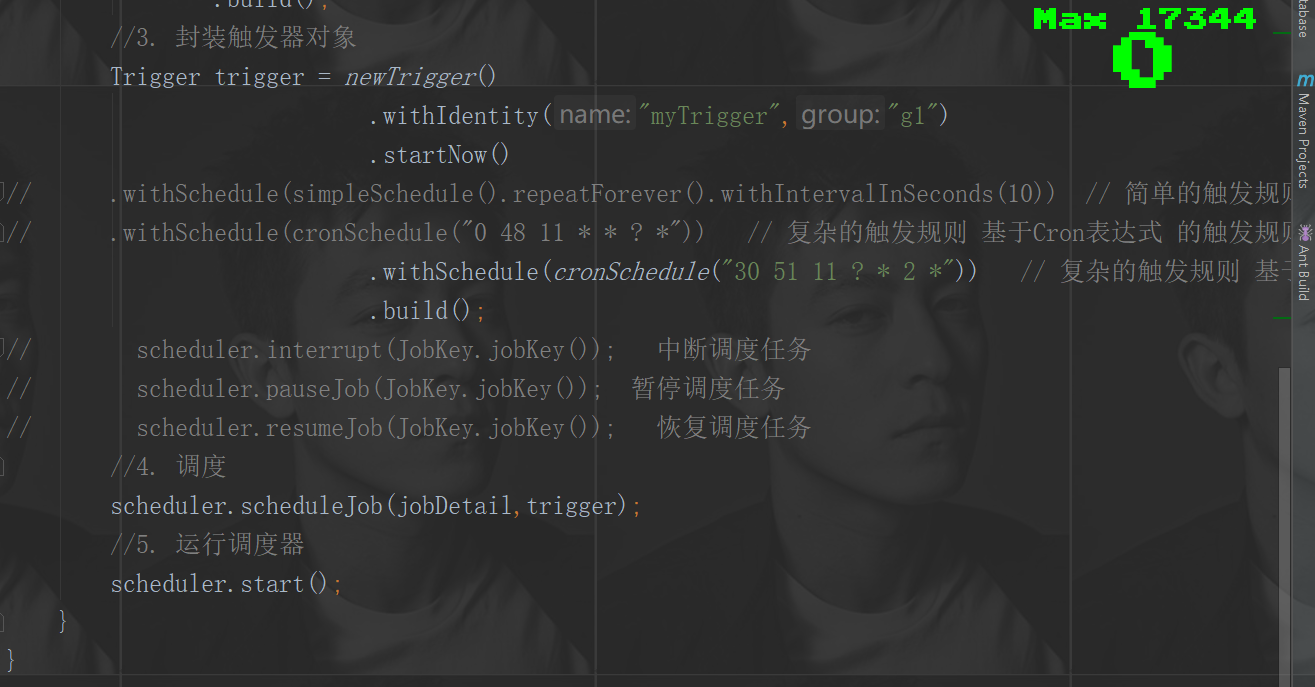 .build();
//3. 封装触发器对象
Trigger trigger = newTrigger()
.withIdentity( name: "myTrigger", group: "g1")
.startNow()
// .withSchedule(simpleSchedule().repeatForever().withIntervalInSeconds(10)) // 简单的触发规则
// .withSchedule(cronSchedule("0 48 11 * * ? *")) // 复杂的触发规则 基于Cron表达式 的触发规则
.withSchedule(cronSchedule("30 51 11 ? * 2 *")) // 复杂的触发规则 基于
.build();
// scheduler.interrupt(JobKey.jobKey()); 中断调度任务
// scheduler.pauseJob(JobKey.jobKey()); 暂停调度任务
// scheduler.resumeJob(JobKey.jobKey()); 恢复调度任务
//4. 调度
scheduler.scheduleJob(jobDetail,trigger);
//5. 运行调度器
scheduler.start();
}
}
Max 17344
0
tabase
m Maven Projects
Ant Build